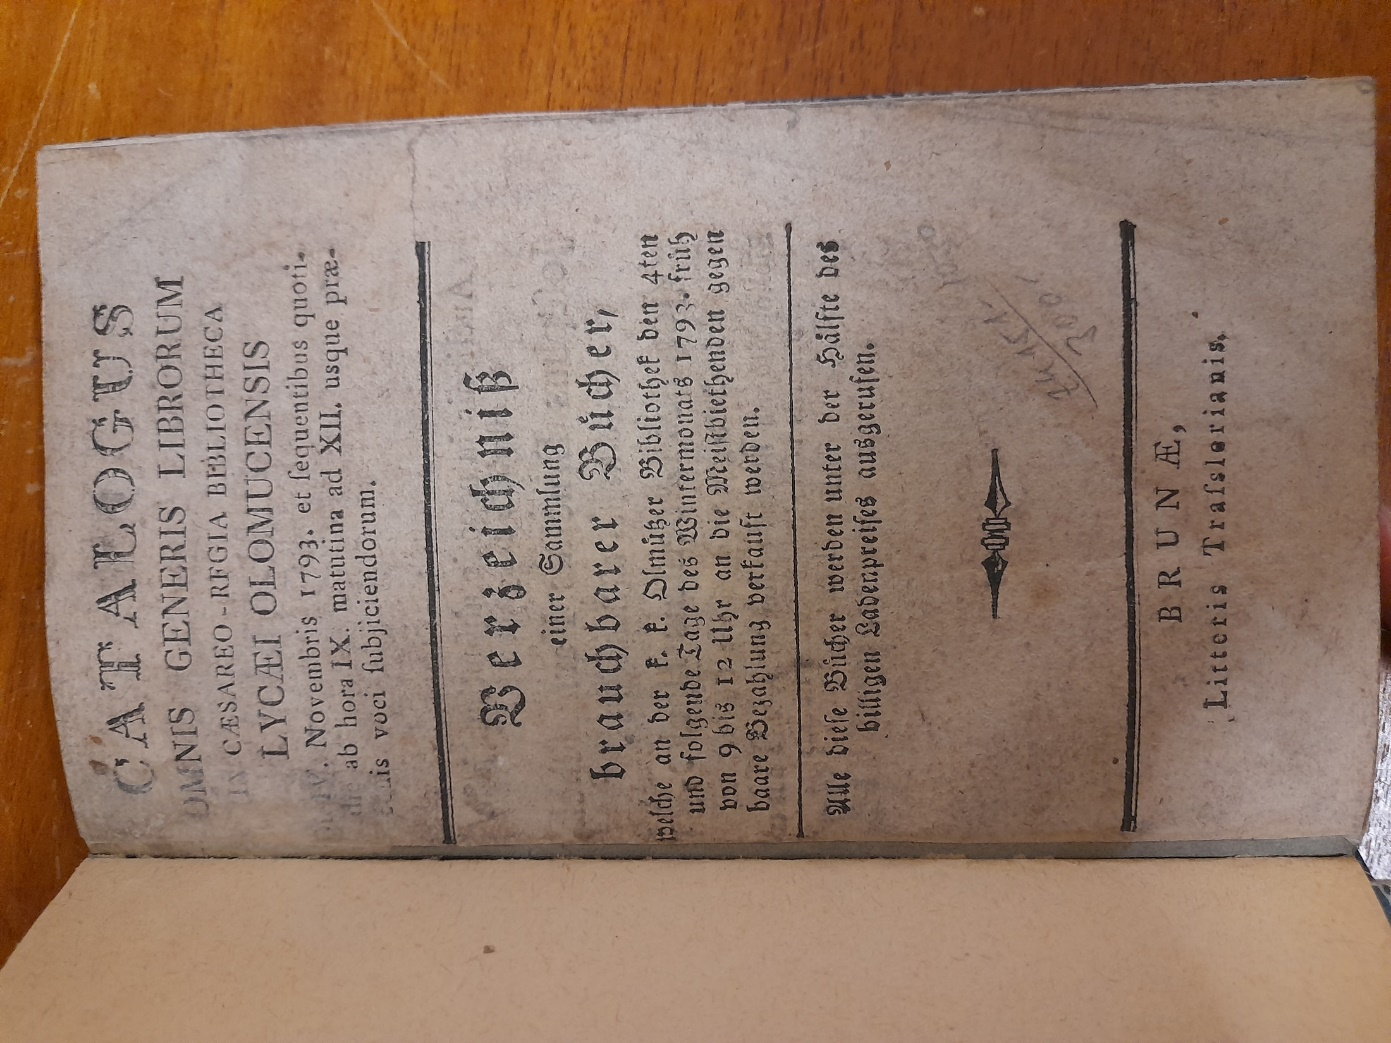 CATALOGUS
OMNIS GENERIS LIBRORUM
IN CÆSAREO-REGIA BIBLIOTHECA
LYCÆI OLOMUCENSIS
IV. Novembris 1793. et ſequentibus quoti-
ab hora IX. matutina ad XII. usque præ-
voci ſubjiciendorum.
Verzeichniß
einer Sammlung
brauchbarer Bücher,
welche an der k. k. Olmützer Bibliothek den 4ten
und folgende Tage des Wintermonats 1793. früh
von 9 bis 12 Uhr an die Meiſtbiethenden gegen
baare Bezahlung verkauft werden.
Alle dieſe Bücher werden unter der Hälfte des
billigen Ladenpreiſes ausgerufen.
BRUNÆ,
Litteris Traſslerianis.